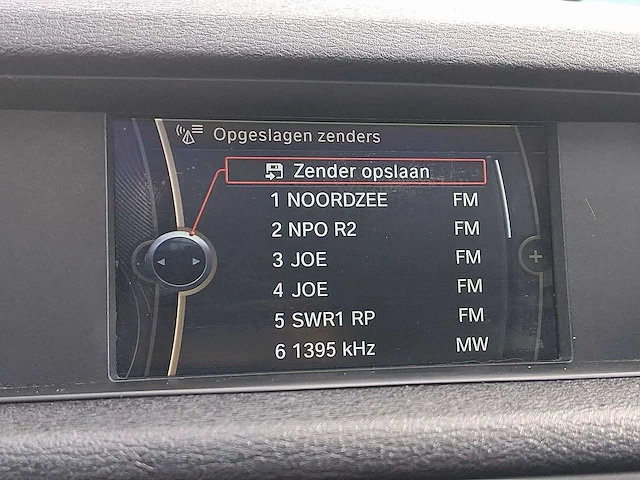 Opgeslagen zenders
Zender opslaan
1 NOORDZEE FM
2 NPO R2 FM
3 JOE FM
4 JOE FM
5 SWR1 RP FM
6 1395 kHz MW